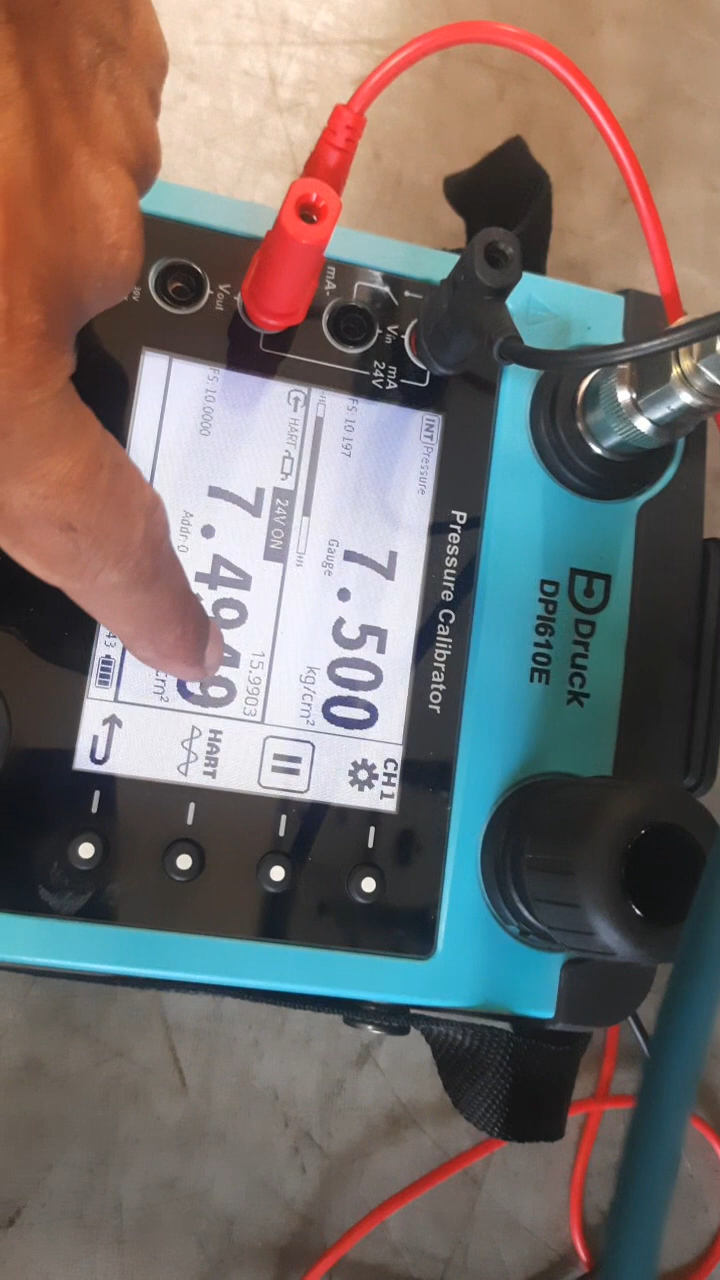 Druck
DPI610E
Pressure Calibrator
mA
24V
Vin
mA-
Vout
30V
INT Pressure
CH1
FS:10.197
7.500
Gauge
kg/cm²
24V ON
HART
15.9903
FS:10.0000
Addr:0
HART